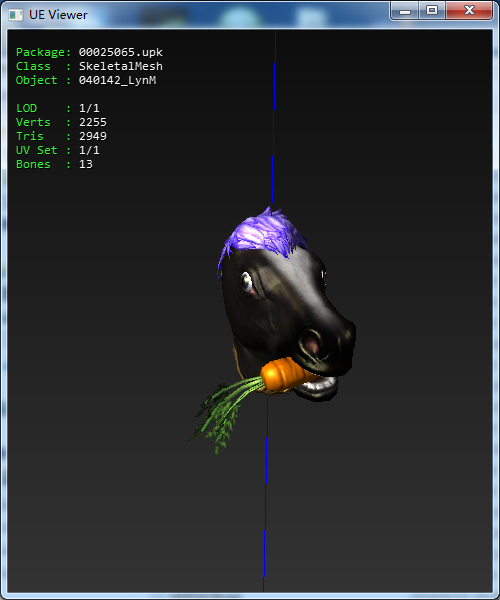 UE Viewer
Package: 00025065.upk
Class : SkeletalMesh
Object : 040142_LynM
LOD : 1/1
Verts : 2255
Tris : 2949
UV Set : 1/1
Bones : 13